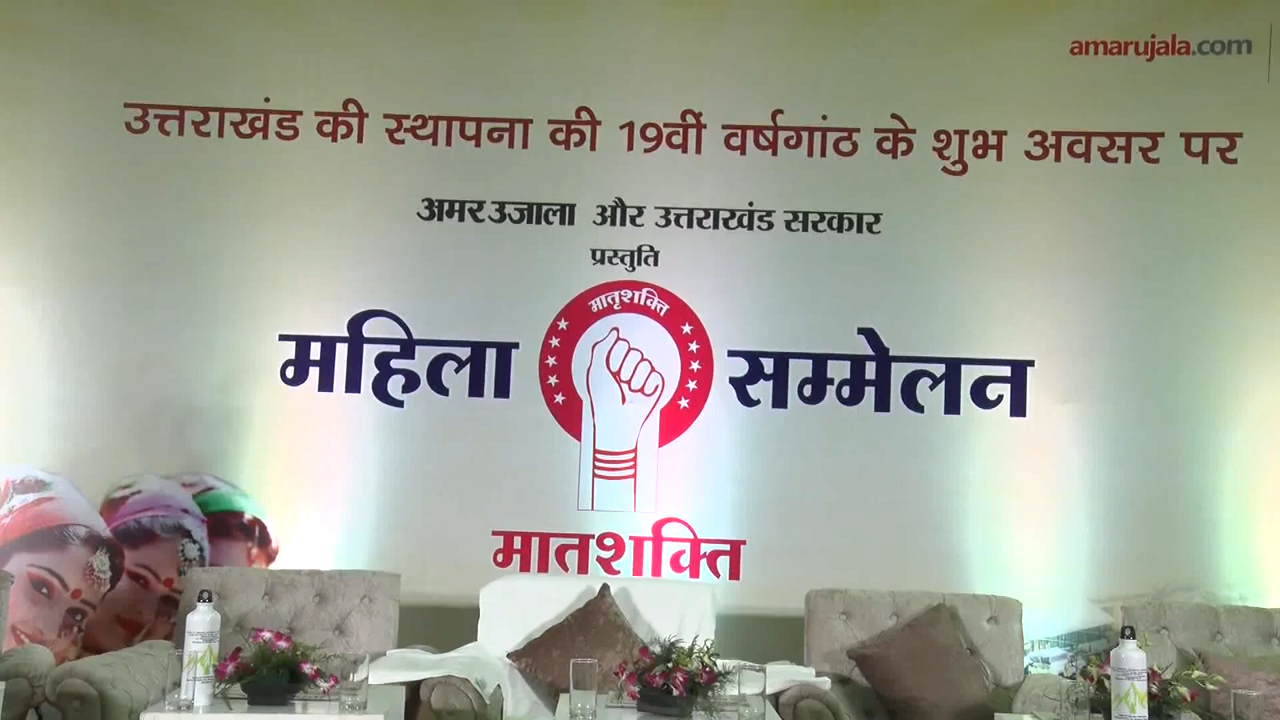 amarujala.com
उत्तराखंड की स्थापना की 19वीं वर्षगांठ के शुभ अवसर पर
अमर उजाला और उत्तराखंड सरकार
प्रस्तुति
मातृशक्ति
महिला सम्मेलन
मातृशक्ति